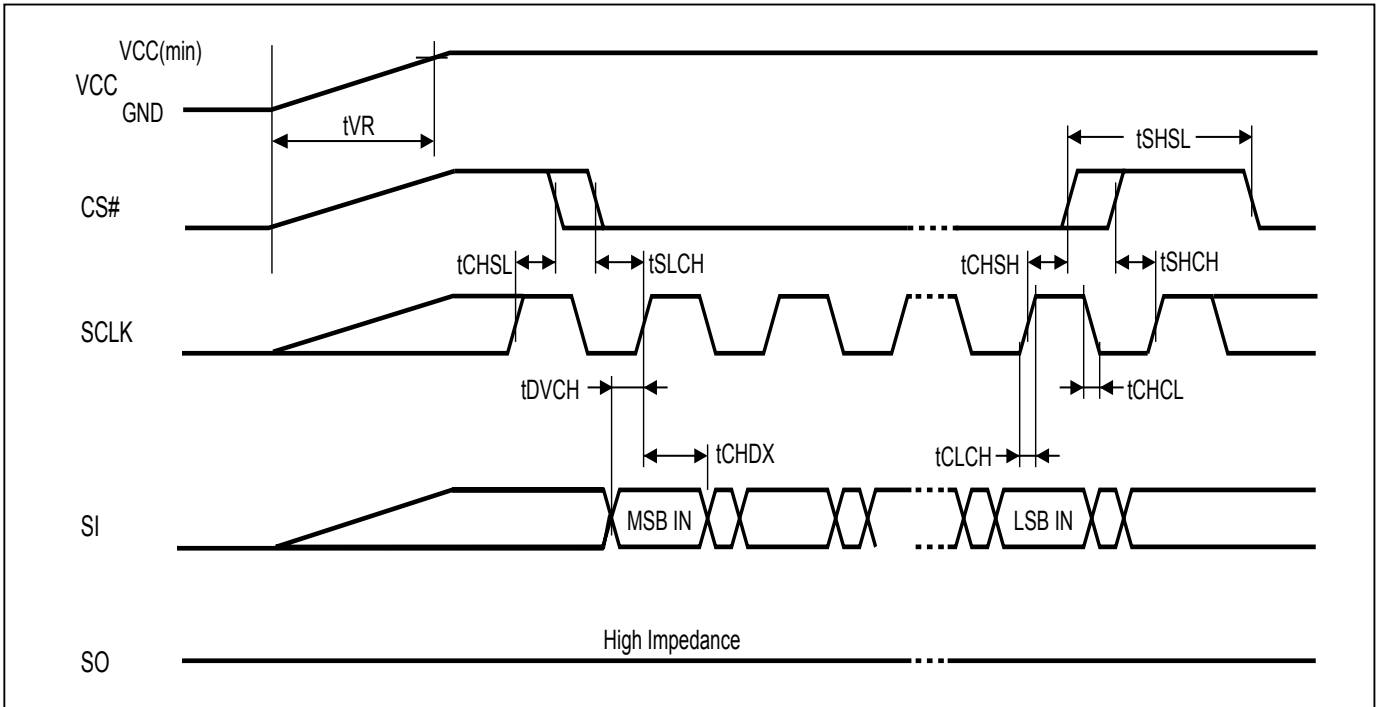 VCC(min)
VCC
GND
tVR
tSHSL
CS#
tCHSL
tSLCH
tCHSH
tSHCH
SCLK
tDVCH
tCHCL
tCHDX
tCLCH
SI
MSB IN
LSB IN
High Impedance
SO